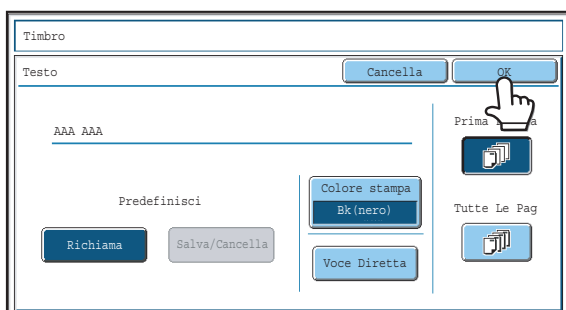 Timbro
Testo
Cancella
OK
AAA AAA
Prima
Predefinisci
Colore stampa
Bk(nero)
Tutte Le Pag
Richiama
Salva/Cancella
Voce Diretta